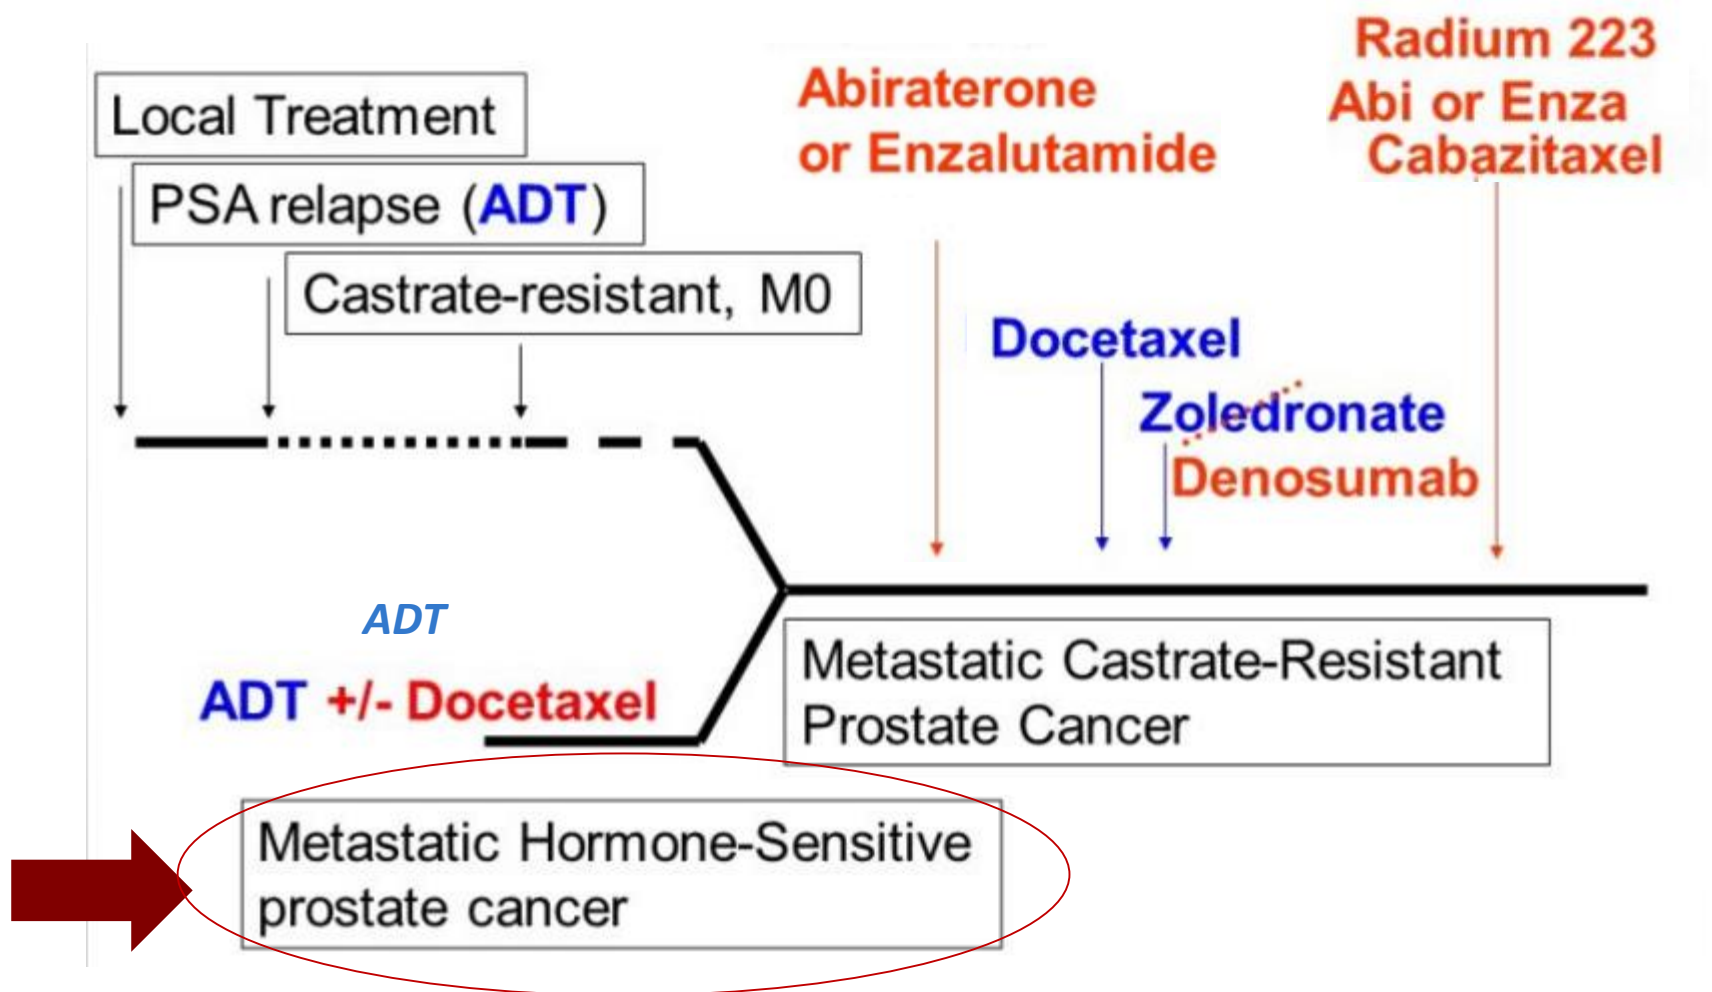 Local Treatment
PSA relapse (ADT)
Castrate-resistant, M0
Abiraterone
or Enzalutamide
Radium 223
Abi or Enza
Cabazitaxel
Docetaxel
Zoledronate
Denosumab
ADT
ADT +/- Docetaxel
Metastatic Castrate-Resistant
Prostate Cancer
Metastatic Hormone-Sensitive
prostate cancer